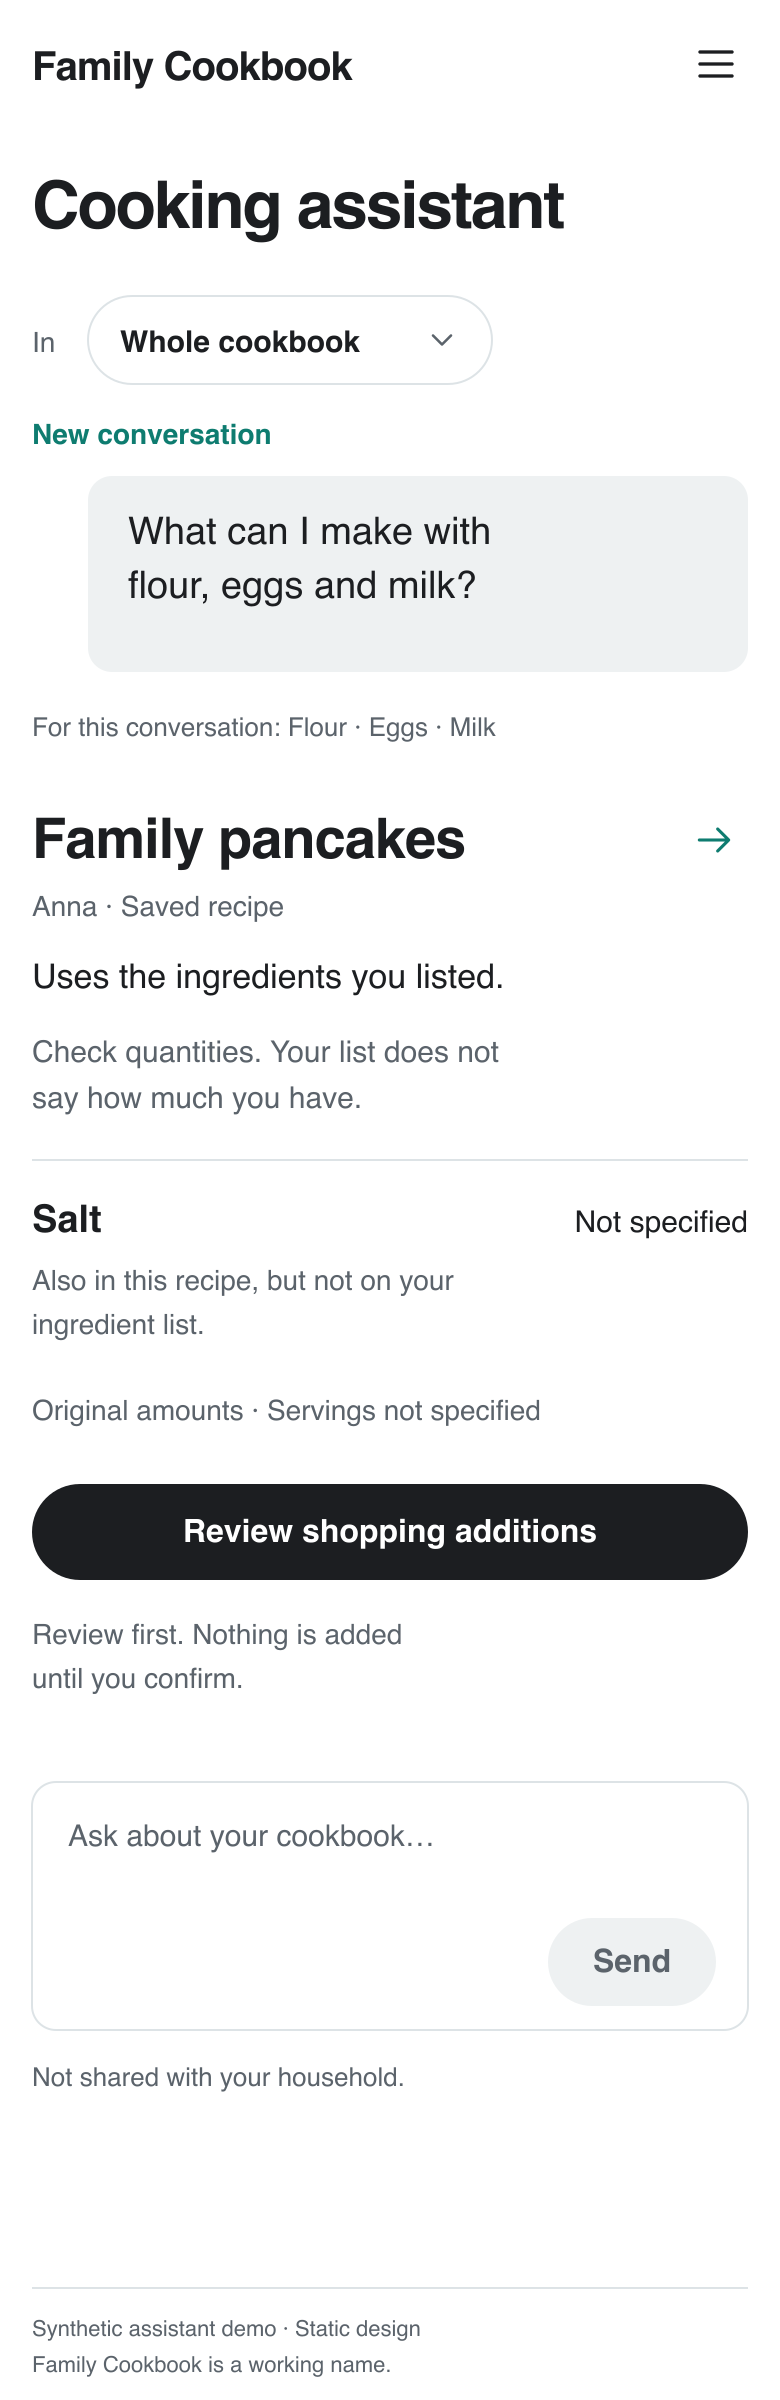 Family Cookbook
Cooking assistant
In
Whole cookbook
New conversation
What can I make with
flour, eggs and milk?
For this conversation: Flour · Eggs · Milk
Family pancakes
Anna · Saved recipe
Uses the ingredients you listed.
Check quantities. Your list does not
say how much you have.
Salt
Not specified
Also in this recipe, but not on your
ingredient list.
Original amounts · Servings not specified
Review shopping additions
Review first. Nothing is added
until you confirm.
Ask about your cookbook…
Send
Not shared with your household.
Synthetic assistant demo · Static design
Family Cookbook is a working name.